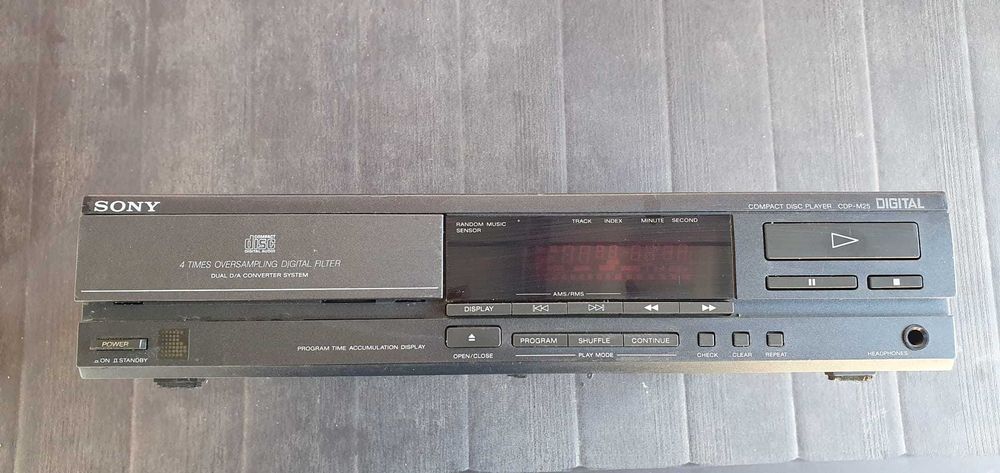 SONY
COMPACT DISC PLAYER CDP-M25 DIGITAL
COMPACT
disc
DIGITAL AUDIO
4 TIMES OVERSAMPLING DIGITAL FILTER
DUAL D/A CONVERTER SYSTEM
RANDOM MUSIC
SENSOR
TRACK INDEX MINUTE SECOND
AMS/RMS
DISPLAY
POWER
ON STANDBY
PROGRAM TIME ACCUMULATION DISPLAY
OPEN/CLOSE
PROGRAM SHUFFLE CONTINUE
PLAY MODE
CHECK CLEAR REPEAT
HEADPHONES